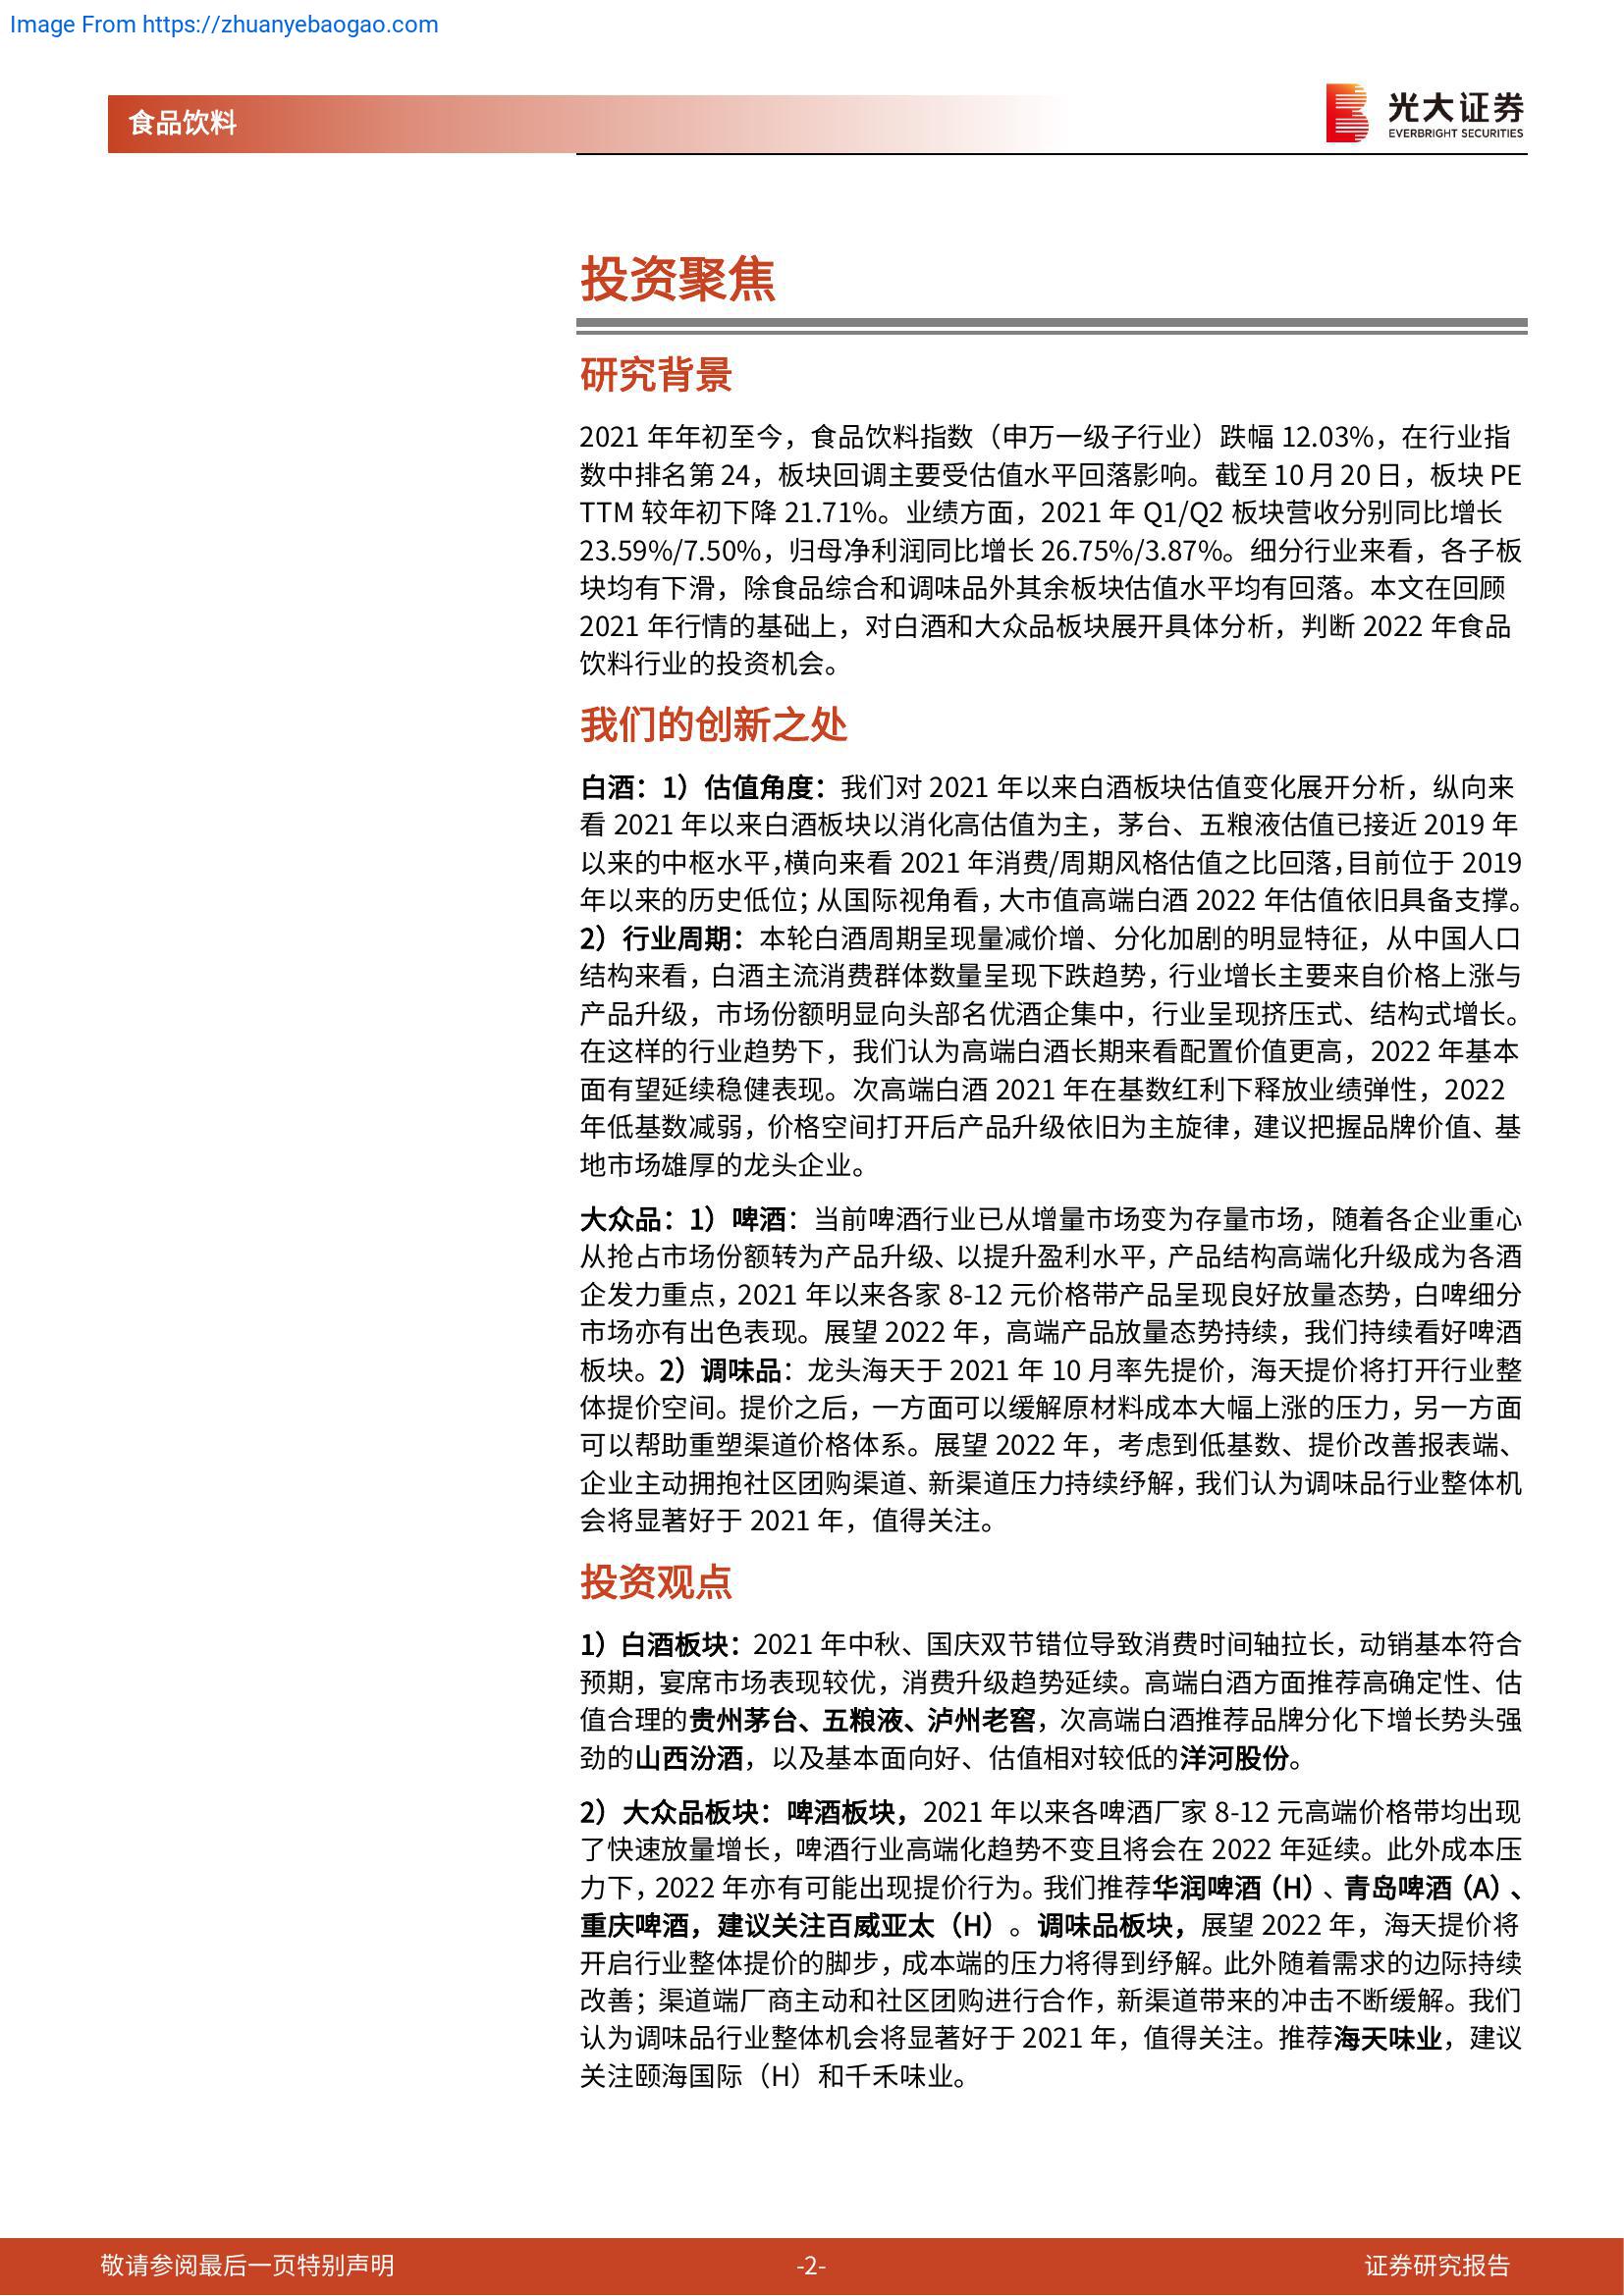 Image From https://zhuanyebaogao.com
食品饮料
光大证券
EVERBRIGHT SECURITIES
投资聚焦
研究背景
2021 年年初至今，食品饮料指数（申万一级子行业）跌幅 12.03%，在行业指
数中排名第 24，板块回调主要受估值水平回落影响。截至 10 月 20 日，板块 PE
TTM 较年初下降 21.71%。业绩方面，2021 年 Q1/Q2 板块营收分别同比增长
23.59%/7.50%，归母净利润同比增长 26.75%/3.87%。细分行业来看，各子板
块均有下滑，除食品综合和调味品外其余板块估值水平均有回落。本文在回顾
2021 年行情的基础上，对白酒和大众品板块展开具体分析，判断 2022 年食品
饮料行业的投资机会。
我们的创新之处
白酒：1）估值角度：我们对 2021 年以来白酒板块估值变化展开分析，纵向来
看 2021 年以来白酒板块以消化高估值为主，茅台、五粮液估值已接近 2019 年
以来的中枢水平，横向来看 2021 年消费/周期风格估值之比回落，目前位于 2019
年以来的历史低位；从国际视角看，大市值高端白酒 2022 年估值依旧具备支撑。
2）行业周期：本轮白酒周期呈现量减价增、分化加剧的明显特征，从中国人口
结构来看，白酒主流消费群体数量呈现下跌趋势，行业增长主要来自价格上涨与
产品升级，市场份额明显向头部名优酒企集中，行业呈现挤压式、结构式增长。
在这样的行业趋势下，我们认为高端白酒长期来看配置价值更高，2022 年基本
面有望延续稳健表现。次高端白酒 2021 年在基数红利下释放业绩弹性，2022
年低基数减弱，价格空间打开后产品升级依旧为主旋律，建议把握品牌价值、基
地市场雄厚的龙头企业。
大众品：1）啤酒：当前啤酒行业已从增量市场变为存量市场，随着各企业重心
从抢占市场份额转为产品升级、以提升盈利水平，产品结构高端化升级成为各酒
企发力重点，2021 年以来各家 8-12 元价格带产品呈现良好放量态势，白啤细分
市场亦有出色表现。展望 2022 年，高端产品放量态势持续，我们持续看好啤酒
板块。2）调味品：龙头海天于 2021 年 10 月率先提价，海天提价将打开行业整
体提价空间。提价之后，一方面可以缓解原材料成本大幅上涨的压力，另一方面
可以帮助重塑渠道价格体系。展望 2022 年，考虑到低基数、提价改善报表端、
企业主动拥抱社区团购渠道、新渠道压力持续纾解，我们认为调味品行业整体机
会将显著好于 2021 年，值得关注。
投资观点
1）白酒板块：2021 年中秋、国庆双节错位导致消费时间轴拉长，动销基本符合
预期，宴席市场表现较优，消费升级趋势延续。高端白酒方面推荐高确定性、估
值合理的贵州茅台、五粮液、泸州老窖，次高端白酒推荐品牌分化下增长势头强
劲的山西汾酒，以及基本面向好、估值相对较低的洋河股份。
2）大众品板块：啤酒板块，2021 年以来各啤酒厂家 8-12 元高端价格带均出现
了快速放量增长，啤酒行业高端化趋势不变且将会在 2022 年延续。此外成本压
力下，2022 年亦有可能出现提价行为。我们推荐华润啤酒（H）、青岛啤酒（A）、
重庆啤酒，建议关注百威亚太（H）。调味品板块，展望 2022 年，海天提价将
开启行业整体提价的脚步，成本端的压力将得到纾解。此外随着需求的边际持续
改善；渠道端厂商主动和社区团购进行合作，新渠道带来的冲击不断缓解。我们
认为调味品行业整体机会将显著好于 2021 年，值得关注。推荐海天味业，建议
关注颐海国际（H）和千禾味业。
敬请参阅最后一页特别声明
-2-
证券研究报告